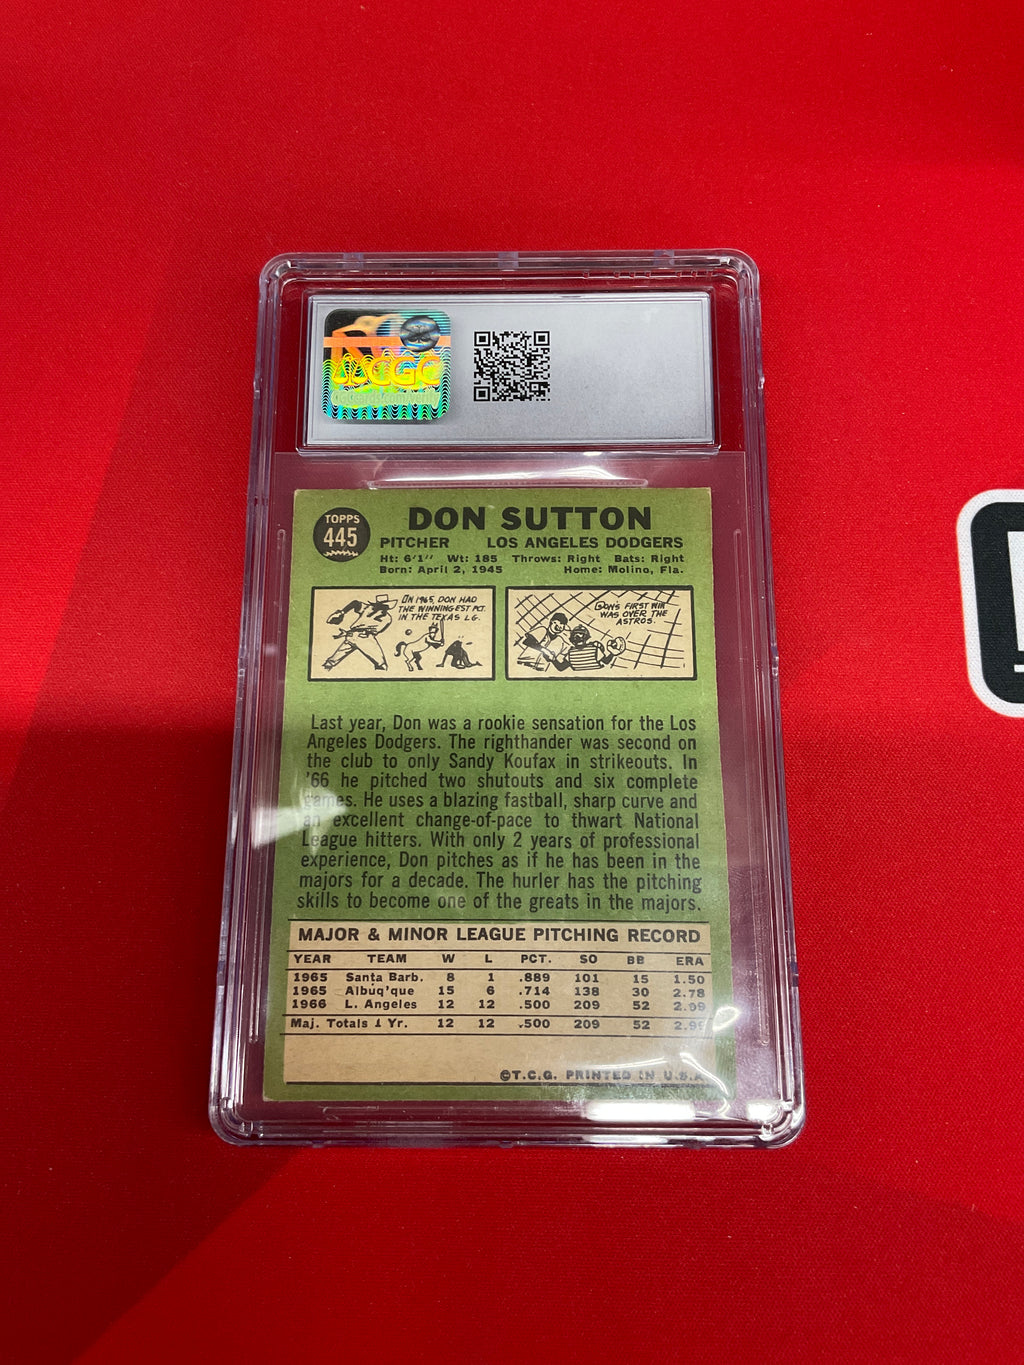 CGC
cgccards.com/verify
TOPPS
445
DON SUTTON
PITCHER LOS ANGELES DODGERS
Ht: 6'1" Wt: 185 Throws: Right Bats: Right
Born: April 2, 1945 Home: Molino, Fla.
IN 1965, DON HAD
THE WINNINGEST PCT.
IN THE TEXAS LG.
DON'S FIRST WIN
WAS OVER THE
ASTROS.
Last year, Don was a rookie sensation for the Los
Angeles Dodgers. The righthander was second on
the club to only Sandy Koufax in strikeouts. In
'66 he pitched two shutouts and six complete
games. He uses a blazing fastball, sharp curve and
an excellent change-of-pace to thwart National
League hitters. With only 2 years of professional
experience, Don pitches as if he has been in the
majors for a decade. The hurler has the pitching
skills to become one of the greats in the majors.
MAJOR & MINOR LEAGUE PITCHING RECORD
YEAR TEAM W L PCT. SO BB ERA
1965 Santa Barb. 8 1 .889 101 15 1.50
1965 Albuq'que 15 6 .714 138 30 2.78
1966 L. Angeles 12 12 .500 209 52 2.99
Maj. Totals 1 Yr. 12 12 .500 209 52 2.99
©T.C.G. PRINTED IN U.S.A.